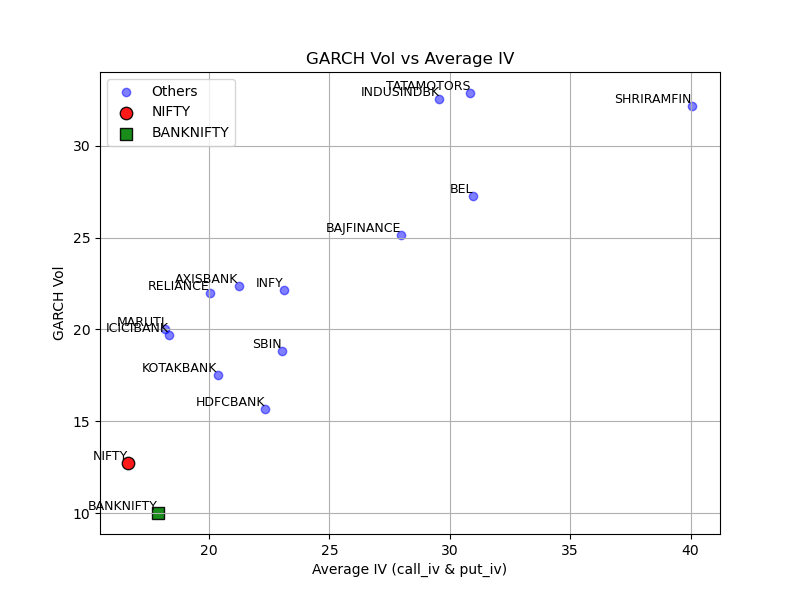 GARCH Vol vs Average IV
Others
NIFTY
BANKNIFTY
TATAMOTORS
INDUSINDBK
SHRIRAMFIN
BEL
BAJFINANCE
AXISBANK
INFY
RELIANCE
MARUTI
ICICIBANK
SBIN
KOTAKBANK
HDFCBANK
NIFTY
BANKNIFTY
30
25
20
15
10
GARCH Vol
20
25
30
35
40
Average IV (call_iv & put_iv)